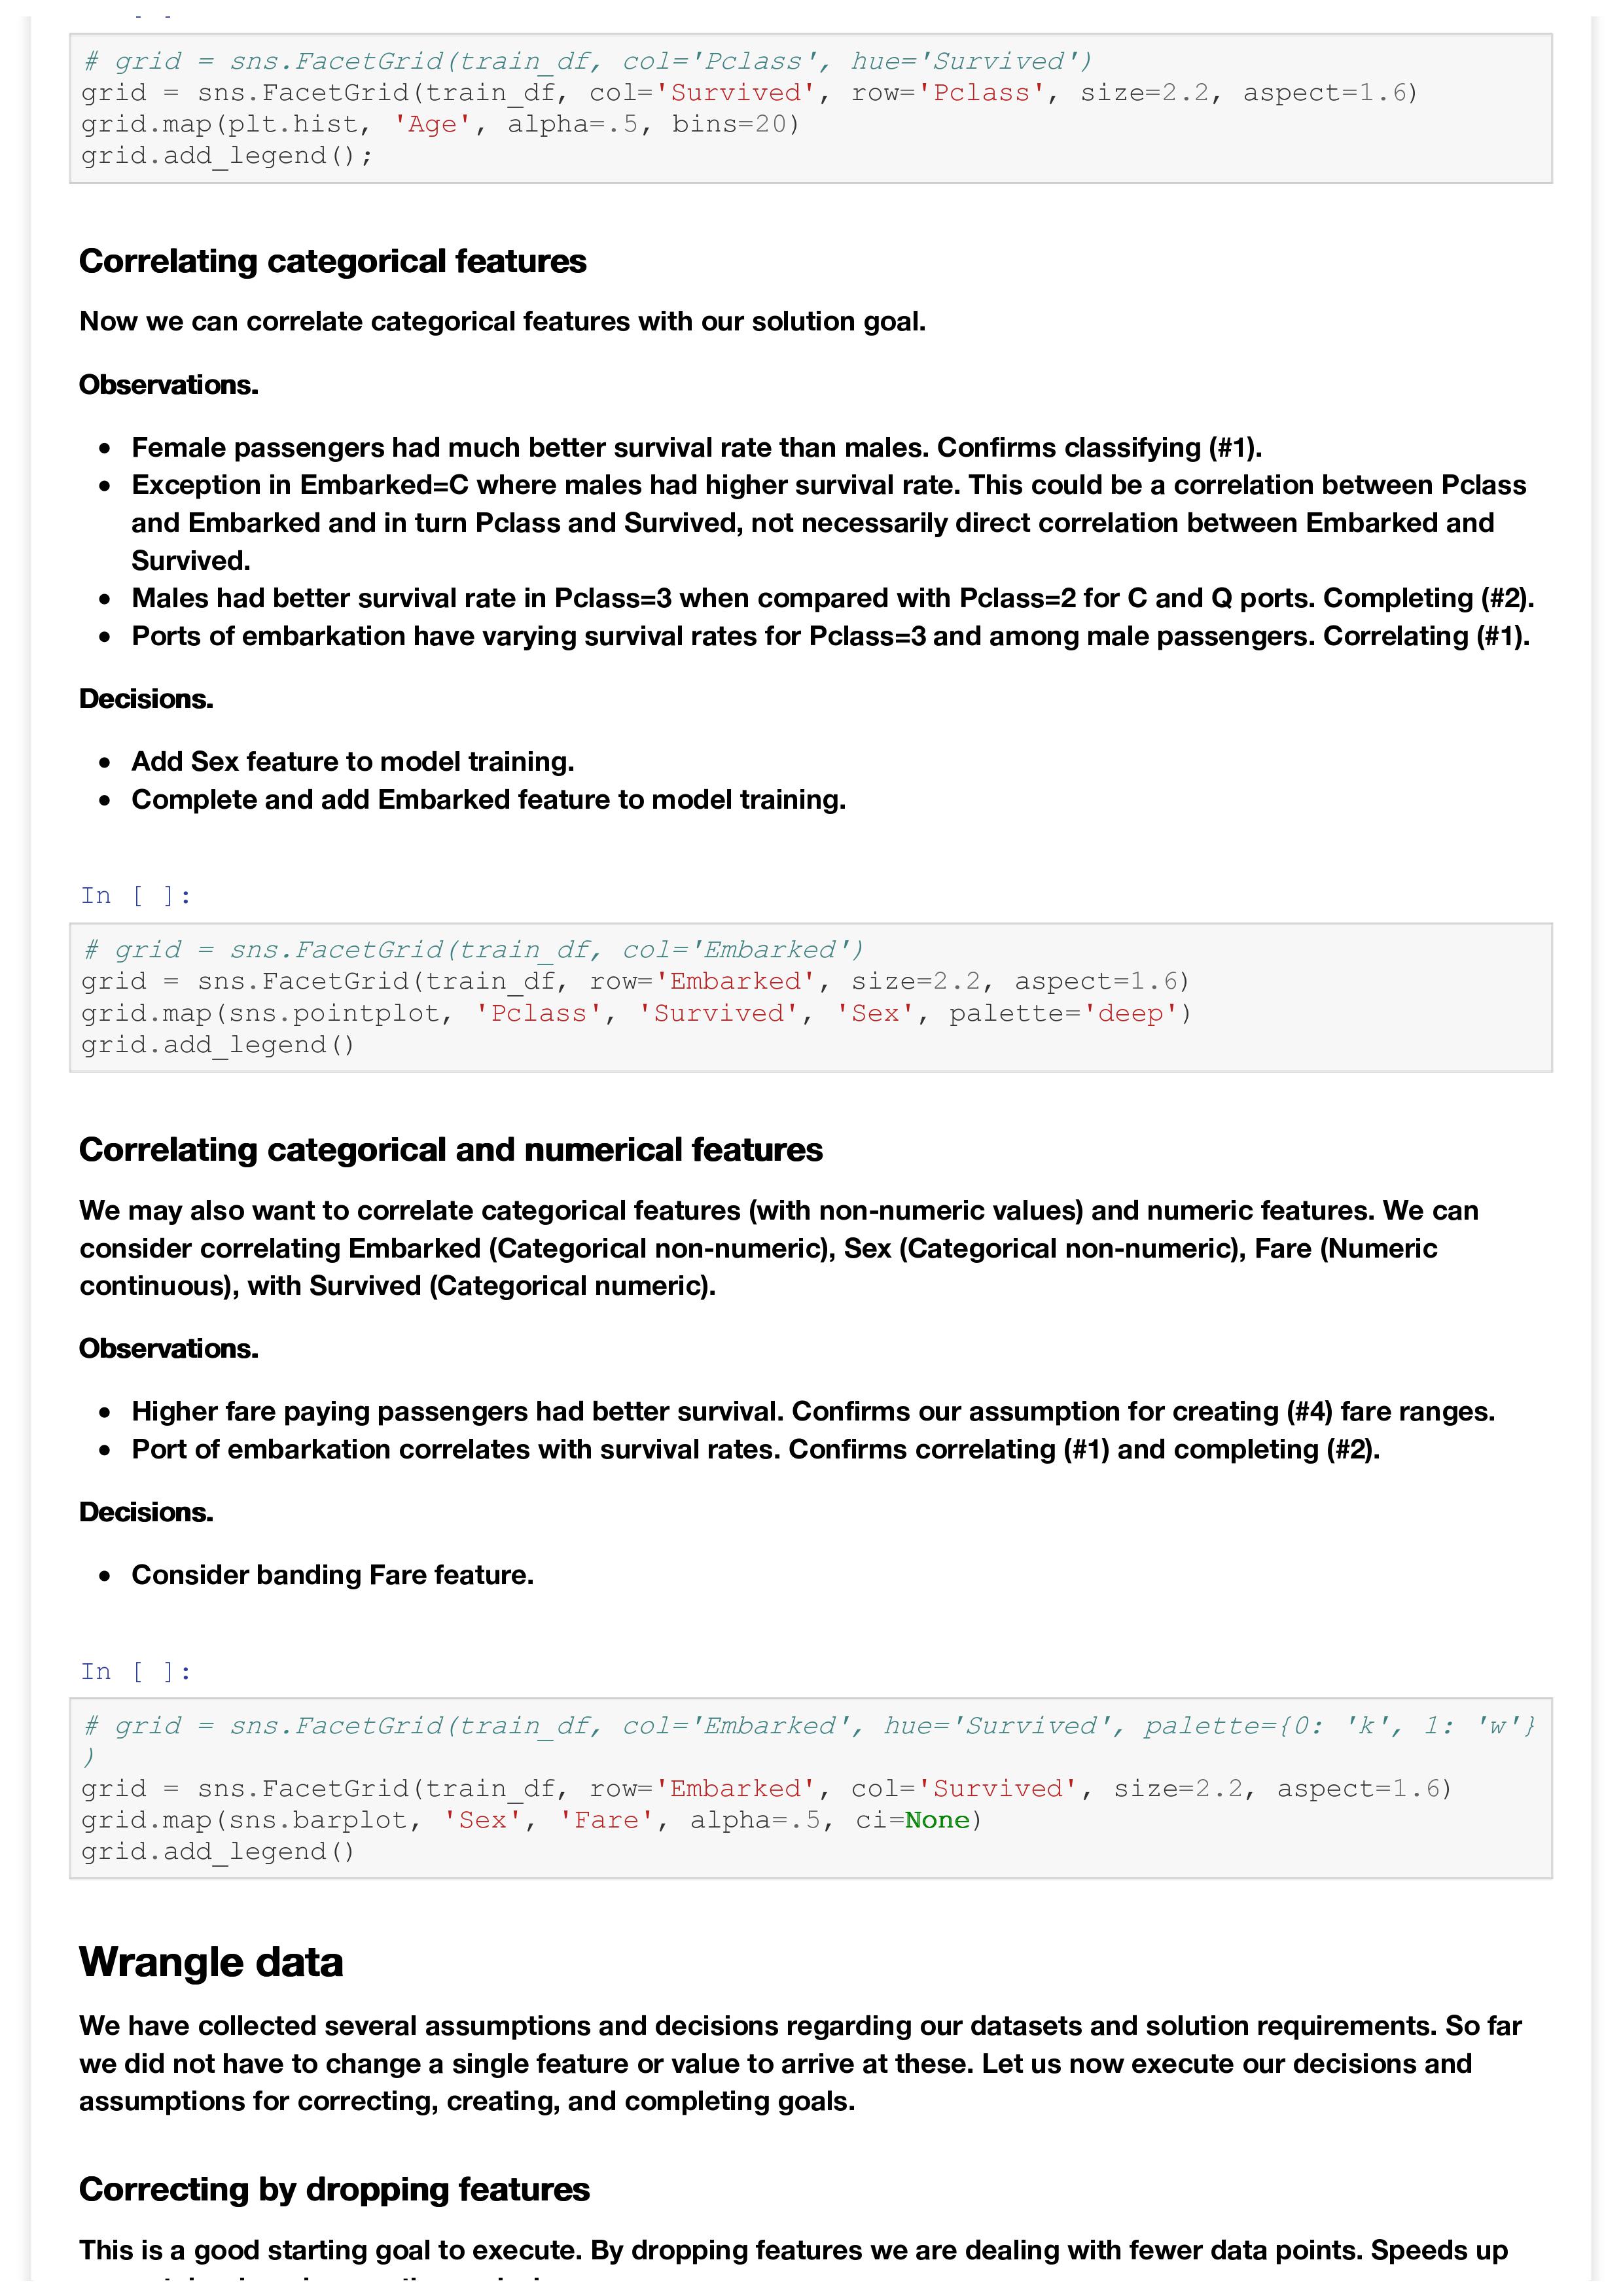 # grid = sns.FacetGrid(train_df, col='Pclass', hue='Survived')
grid = sns.FacetGrid(train_df, col='Survived', row='Pclass', size=2.2, aspect=1.6)
grid.map(plt.hist, 'Age', alpha=.5, bins=20)
grid.add_legend();
Correlating categorical features
Now we can correlate categorical features with our solution goal.
Observations.
• Female passengers had much better survival rate than males. Confirms classifying (#1).
• Exception in Embarked=C where males had higher survival rate. This could be a correlation between Pclass
and Embarked and in turn Pclass and Survived, not necessarily direct correlation between Embarked and
Survived.
• Males had better survival rate in Pclass=3 when compared with Pclass=2 for C and Q ports. Completing (#2).
• Ports of embarkation have varying survival rates for Pclass=3 and among male passengers. Correlating (#1).
Decisions.
• Add Sex feature to model training.
• Complete and add Embarked feature to model training.
In [ ]:
# grid = sns.FacetGrid(train_df, col='Embarked')
grid = sns.FacetGrid(train_df, row='Embarked', size=2.2, aspect=1.6)
grid.map(sns.pointplot, 'Pclass', 'Survived', 'Sex', palette='deep')
grid.add_legend()
Correlating categorical and numerical features
We may also want to correlate categorical features (with non-numeric values) and numeric features. We can
consider correlating Embarked (Categorical non-numeric), Sex (Categorical non-numeric), Fare (Numeric
continuous), with Survived (Categorical numeric).
Observations.
• Higher fare paying passengers had better survival. Confirms our assumption for creating (#4) fare ranges.
• Port of embarkation correlates with survival rates. Confirms correlating (#1) and completing (#2).
Decisions.
• Consider banding Fare feature.
In [ ]:
# grid = sns.FacetGrid(train_df, col='Embarked', hue='Survived', palette={0: 'k', 1: 'w'}
)
grid = sns.FacetGrid(train_df, row='Embarked', col='Survived', size=2.2, aspect=1.6)
grid.map(sns.barplot, 'Sex', 'Fare', alpha=.5, ci=None)
grid.add_legend()
Wrangle data
We have collected several assumptions and decisions regarding our datasets and solution requirements. So far
we did not have to change a single feature or value to arrive at these. Let us now execute our decisions and
assumptions for correcting, creating, and completing goals.
Correcting by dropping features
This is a good starting goal to execute. By dropping features we are dealing with fewer data points. Speeds up